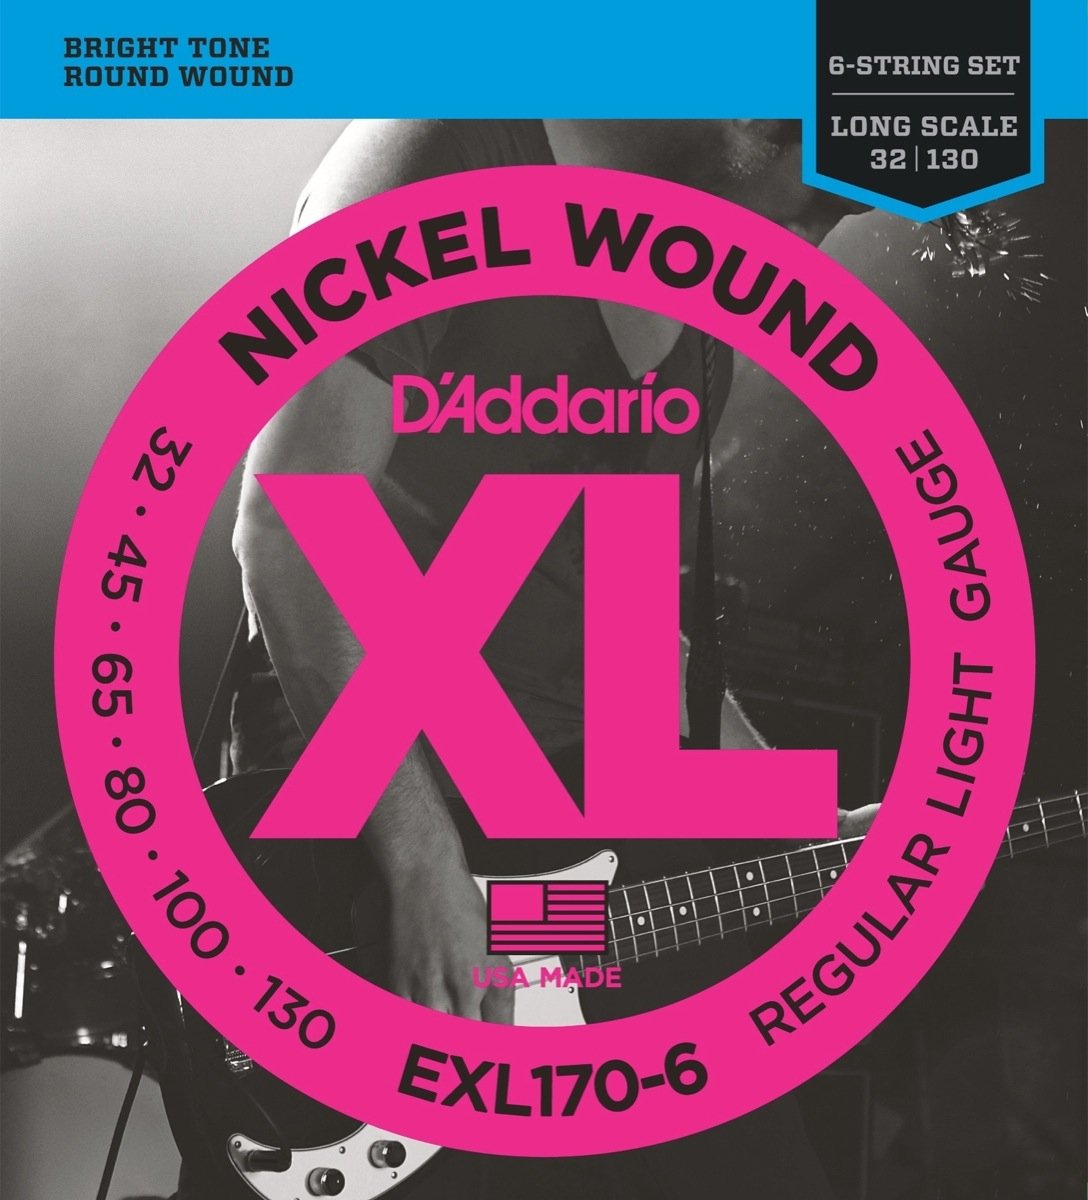 BRIGHT TONE
ROUND WOUND
6-STRING SET
LONG SCALE
32 | 130
NICKEL WOUND
D'Addario
XL
USA MADE
32 · 45 · 65 · 80 · 100 · 130
EXL170-6
REGULAR LIGHT GAUGE